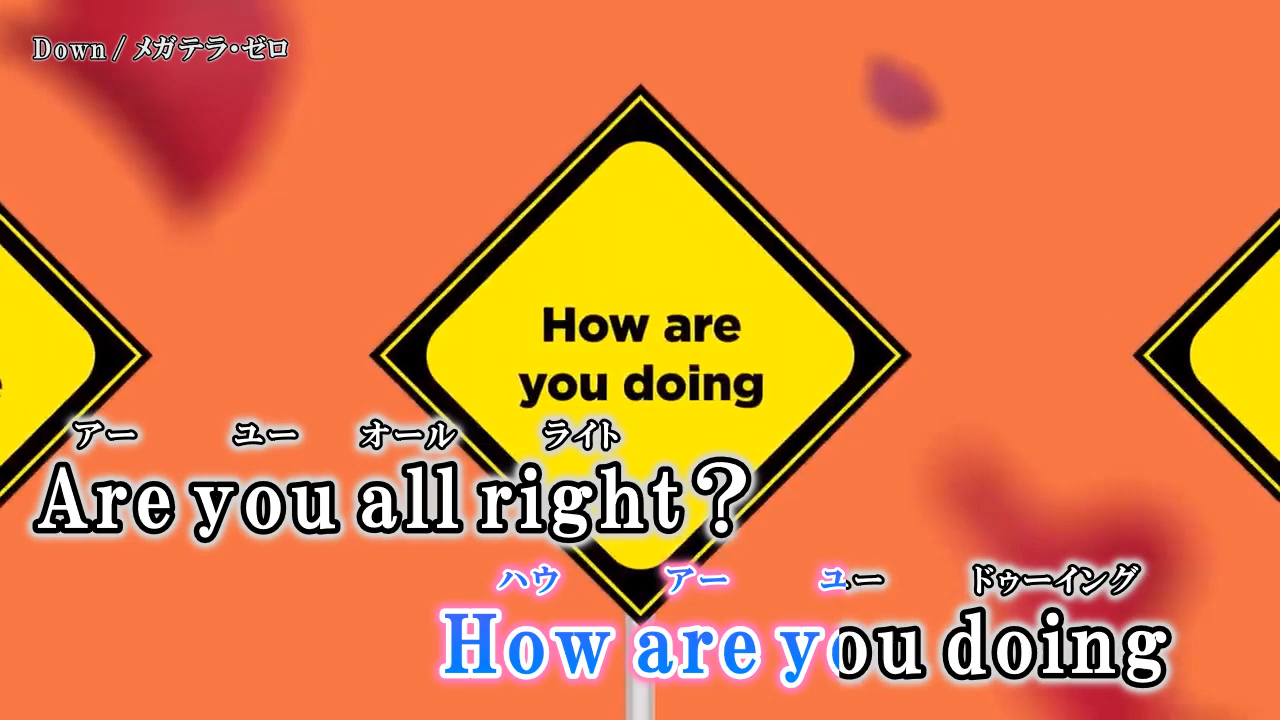 Down / メガテラ・ゼロ
How are
you doing
アー ユー オール ライト
Are you all right?
ハウ アー ユー ドゥーイング
How are you doing